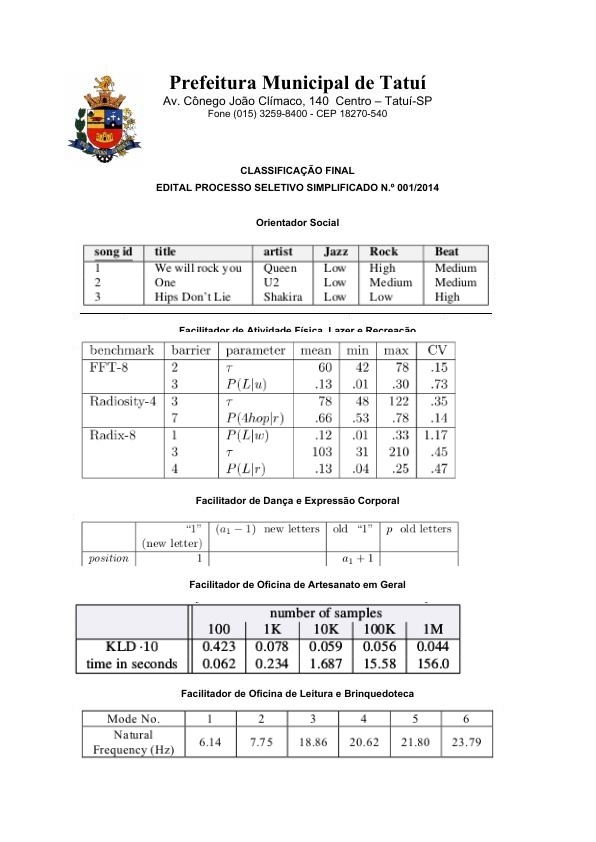 Prefeitura Municipal de Tatuí
Av. Cônego João Clímaco, 140 Centro – Tatuí-SP
Fone (015) 3259-8400 - CEP 18270-540
CLASSIFICAÇÃO FINAL
EDITAL PROCESSO SELETIVO SIMPLIFICADO N.º 001/2014
Orientador Social
song id title artist Jazz Rock Beat
1 We will rock you Queen Low High Medium
2 One U2 Low Medium Medium
3 Hips Don't Lie Shakira Low Low High
Facilitador de Atividade Física, Lazer e Recreação
benchmark barrier parameter mean min max CV
FFT-8 2 τ 60 42 78 .15
3 P(L|u) .13 .01 .30 .73
Radiosity-4 3 τ 78 48 122 .35
7 P(4hop|r) .66 .53 .78 .14
Radix-8 1 P(L|w) .12 .01 .33 1.17
3 τ 103 31 210 .45
4 P(L|r) .13 .04 .25 .47
Facilitador de Dança e Expressão Corporal
"1" (a₁ − 1) new letters old "1" p old letters
(new letter)
position 1 a₁ + 1
Facilitador de Oficina de Artesanato em Geral
number of samples
100 1K 10K 100K 1M
KLD ·10 0.423 0.078 0.059 0.056 0.044
time in seconds 0.062 0.234 1.687 15.58 156.0
Facilitador de Oficina de Leitura e Brinquedoteca
Mode No. 1 2 3 4 5 6
Natural
Frequency (Hz) 6.14 7.75 18.86 20.62 21.80 23.79